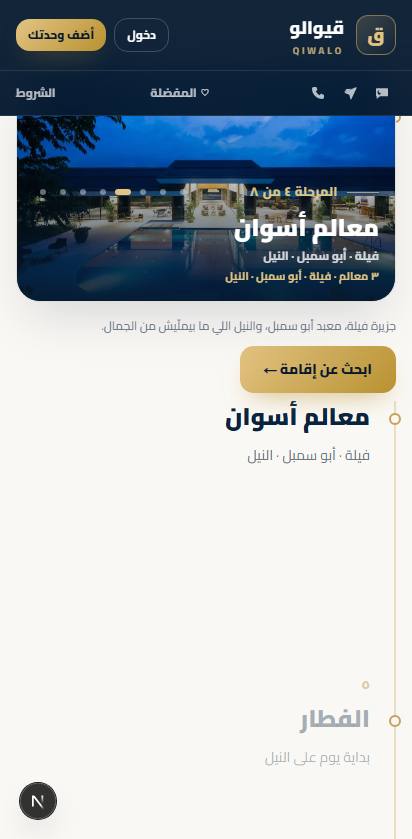 ق
قيوالو
QIWALO
دخول
أضف وحدتك
♡ المفضلة
الشروط
المرحلة ٤ من ٨
معالم أسوان
فيلة · أبو سمبل · النيل
٣ معالم · فيلة · أبو سمبل · النيل
جزيرة فيلة، معبد أبو سمبل، والنيل اللي ما بيملّيش من الجمال.
ابحث عن إقامة ←
معالم أسوان
فيلة · أبو سمبل · النيل
٥
الفطار
بداية يوم على النيل
N